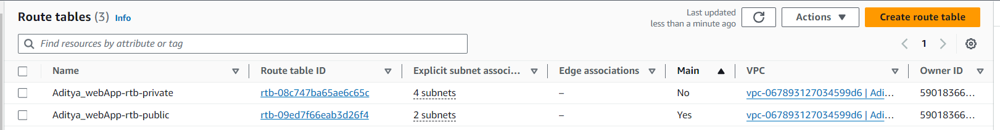 Route tables (3) Info
Last updated
less than a minute ago
Actions
Create route table
Find resources by attribute or tag
1
Name Route table ID Explicit subnet associ... Edge associations Main VPC Owner ID
Aditya_webApp-rtb-private rtb-08c747ba65ae6c65c 4 subnets – No vpc-067893127034599d6 | Adi... 59018366...
Aditya_webApp-rtb-public rtb-09ed7f66eab3d26f4 2 subnets – Yes vpc-067893127034599d6 | Adi... 59018366...